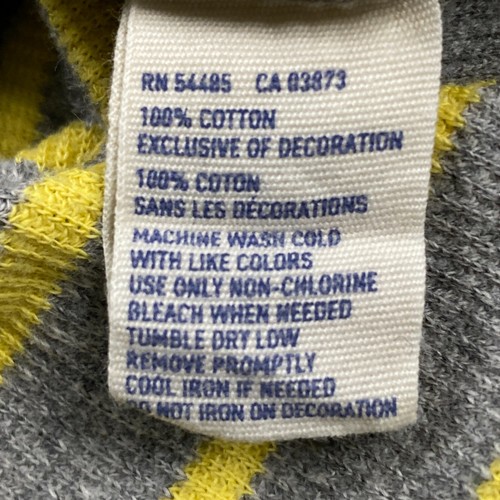 RN 54485 CA 03873
100% COTTON
EXCLUSIVE OF DECORATION
100% COTON
SANS LES DÉCORATIONS
MACHINE WASH COLD
WITH LIKE COLORS
USE ONLY NON-CHLORINE
BLEACH WHEN NEEDED
TUMBLE DRY LOW
REMOVE PROMPTLY
COOL IRON IF NEEDED
DO NOT IRON ON DECORATION